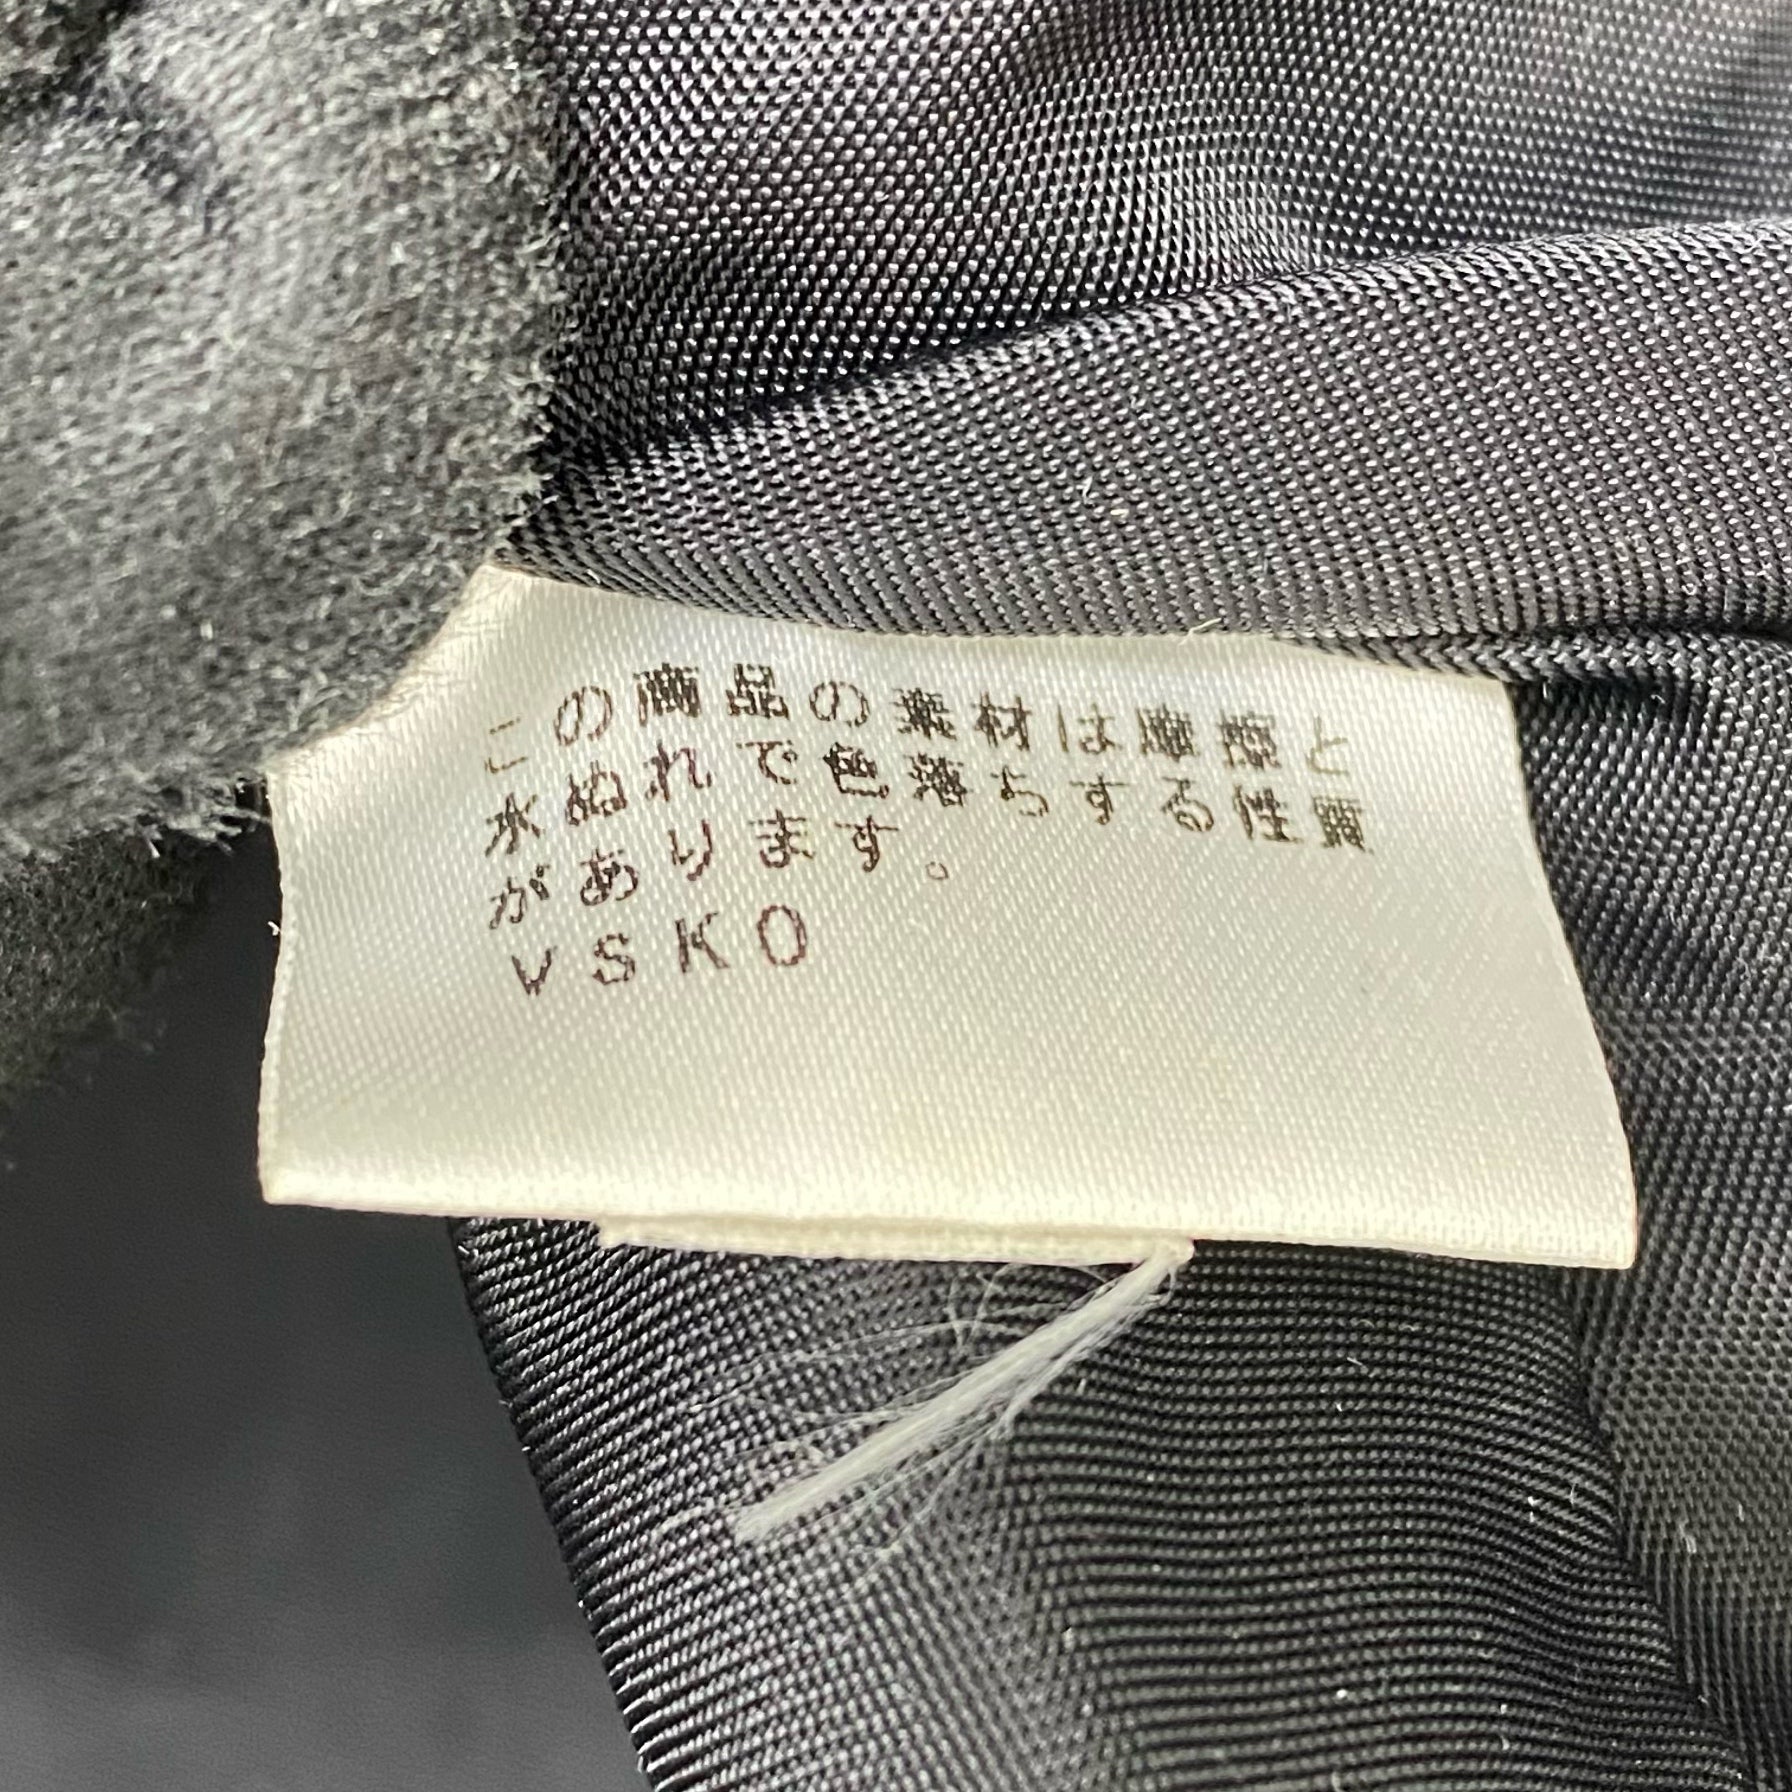 この商品の素材は摩擦と
水ぬれで色落ちする性質
があります。
VSKO